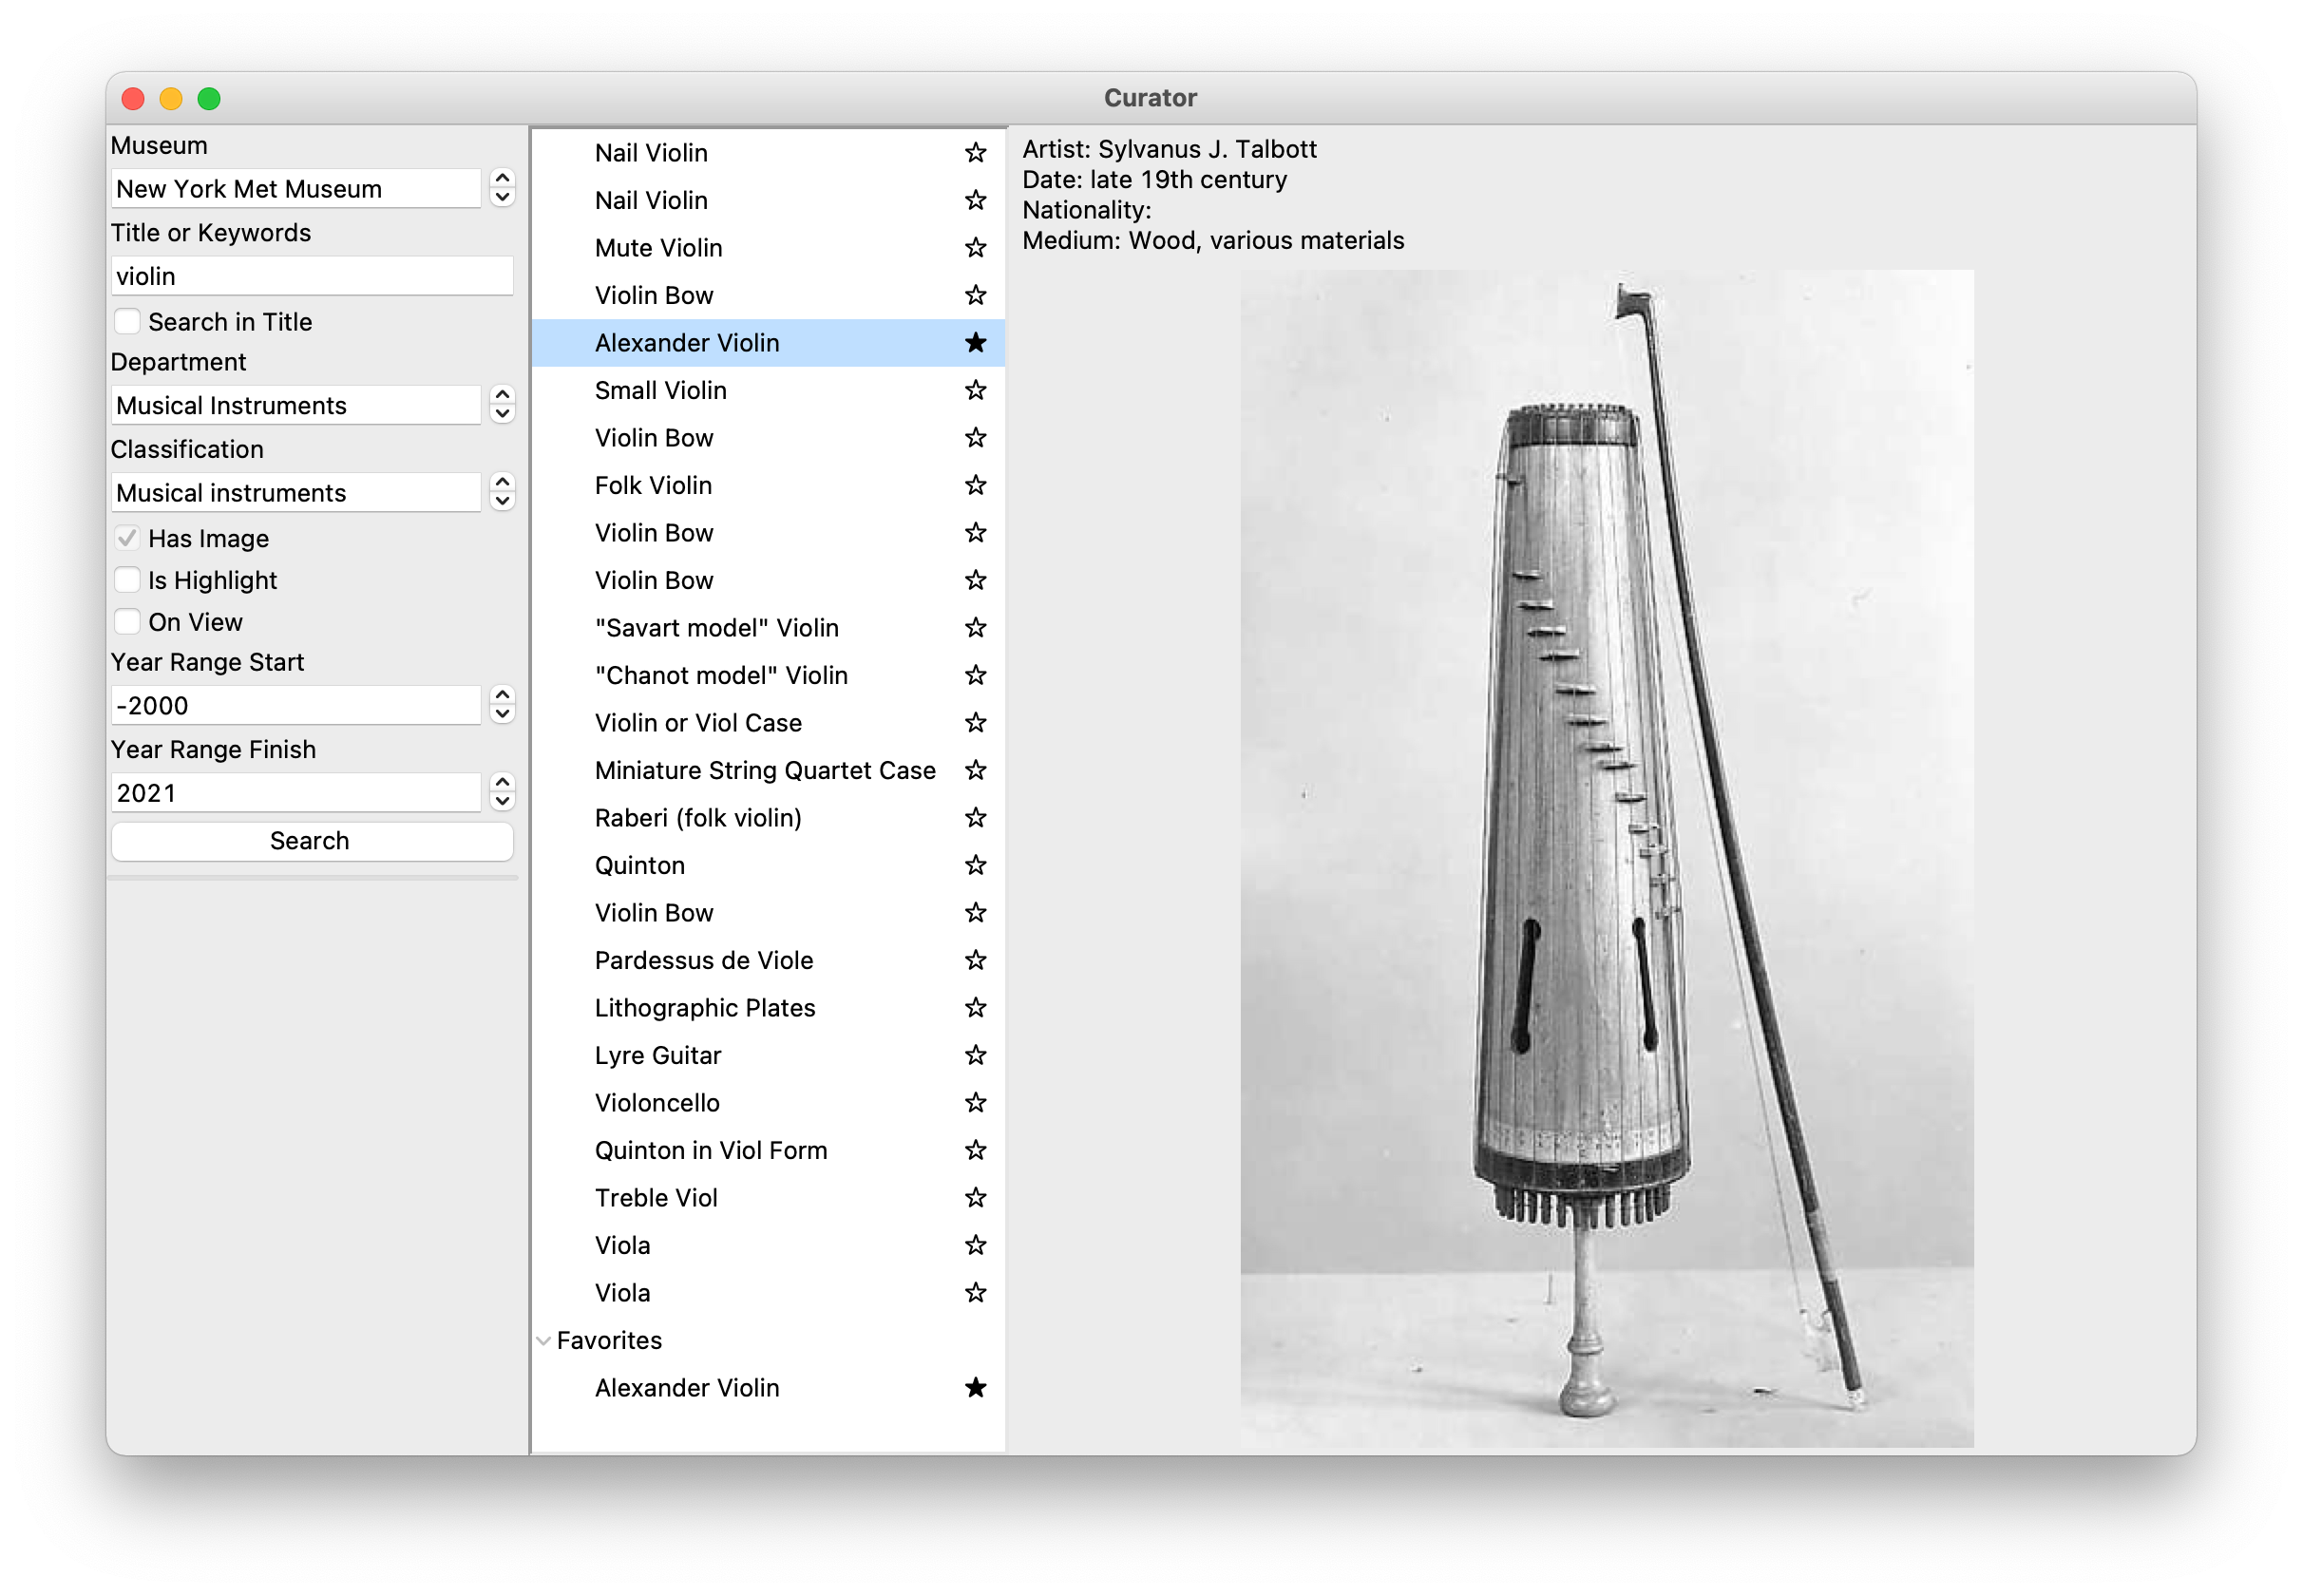 Curator
Museum
New York Met Museum
Title or Keywords
violin
Search in Title
Department
Musical Instruments
Classification
Musical instruments
Has Image
Is Highlight
On View
Year Range Start
-2000
Year Range Finish
2021
Search
Nail Violin
Nail Violin
Mute Violin
Violin Bow
Alexander Violin
Small Violin
Violin Bow
Folk Violin
Violin Bow
Violin Bow
"Savart model" Violin
"Chanot model" Violin
Violin or Viol Case
Miniature String Quartet Case
Raberi (folk violin)
Quinton
Violin Bow
Pardessus de Viole
Lithographic Plates
Lyre Guitar
Violoncello
Quinton in Viol Form
Treble Viol
Viola
Viola
Favorites
Alexander Violin
Artist: Sylvanus J. Talbott
Date: late 19th century
Nationality:
Medium: Wood, various materials